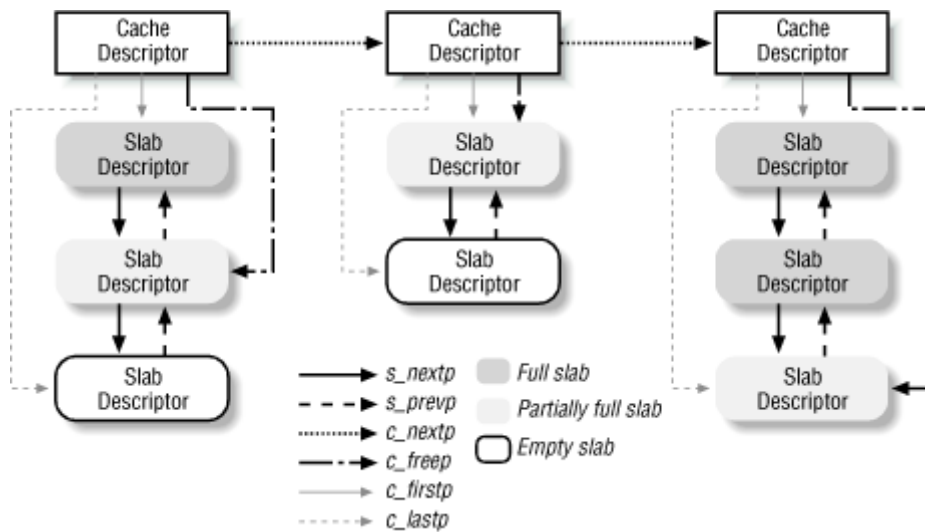 Cache
Descriptor
Cache
Descriptor
Cache
Descriptor
Slab
Descriptor
Slab
Descriptor
Slab
Descriptor
Slab
Descriptor
Slab
Descriptor
Slab
Descriptor
Slab
Descriptor
Slab
Descriptor
s_nextp
s_prevp
c_nextp
c_freep
c_firstp
c_lastp
Full slab
Partially full slab
Empty slab